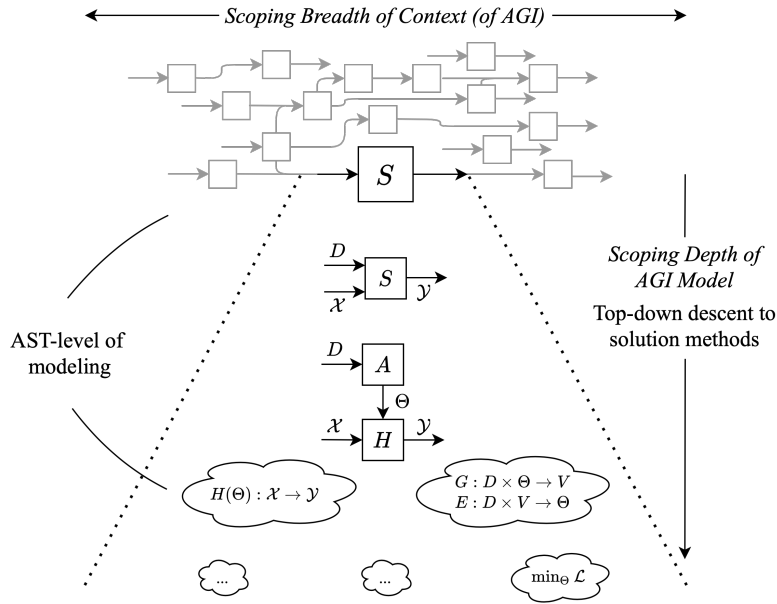 Scoping Breadth of Context (of AGI)
S
D
S
𝒳
𝒴
Scoping Depth of
AGI Model
Top-down descent to
solution methods
AST-level of
modeling
D
A
Θ
𝒳
H
𝒴
H(Θ) : 𝒳 → 𝒴
G : D × Θ → V
E : D × V → Θ
...
...
min_Θ ℒ